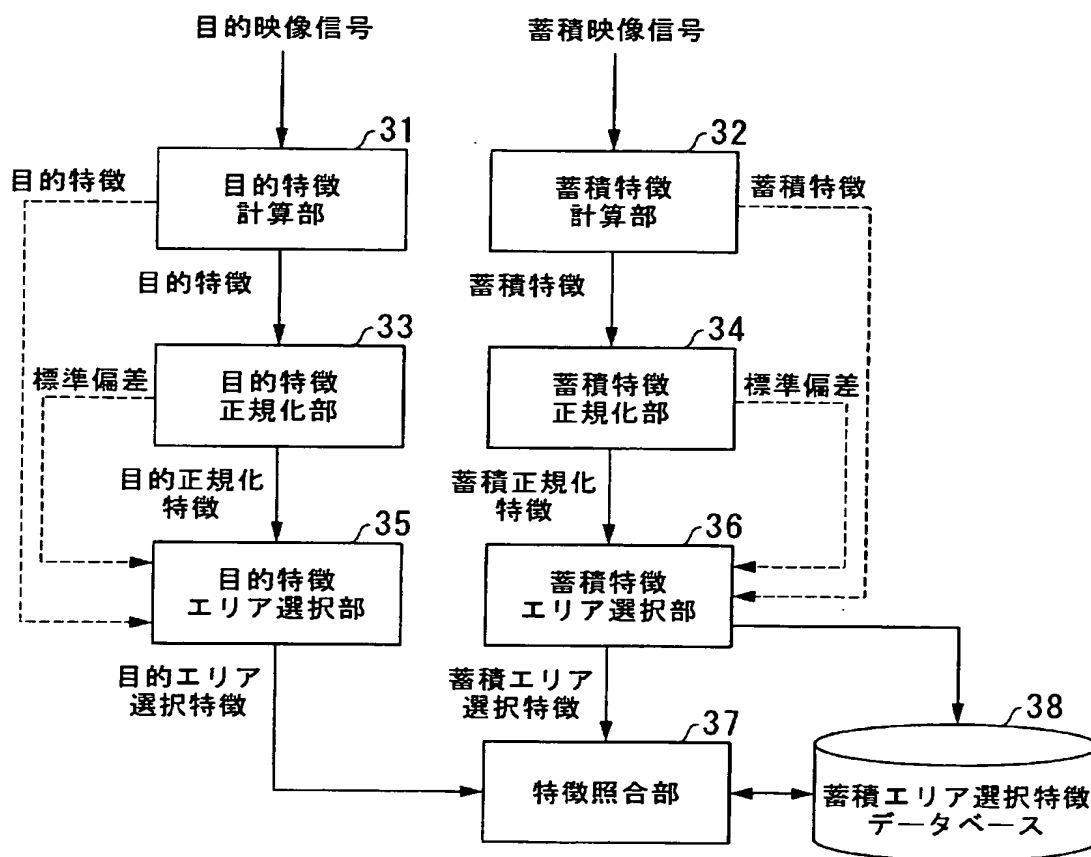 目的映像信号
蓄積映像信号
31
32
目的特徴
目的特徴
計算部
蓄積特徴
計算部
蓄積特徴
目的特徴
蓄積特徴
33
34
標準偏差
目的特徴
正規化部
蓄積特徴
正規化部
標準偏差
目的正規化
特徴
蓄積正規化
特徴
35
36
目的特徴
エリア選択部
蓄積特徴
エリア選択部
目的エリア
選択特徴
蓄積エリア
選択特徴
37
38
特徴照合部
蓄積エリア選択特徴
データベース